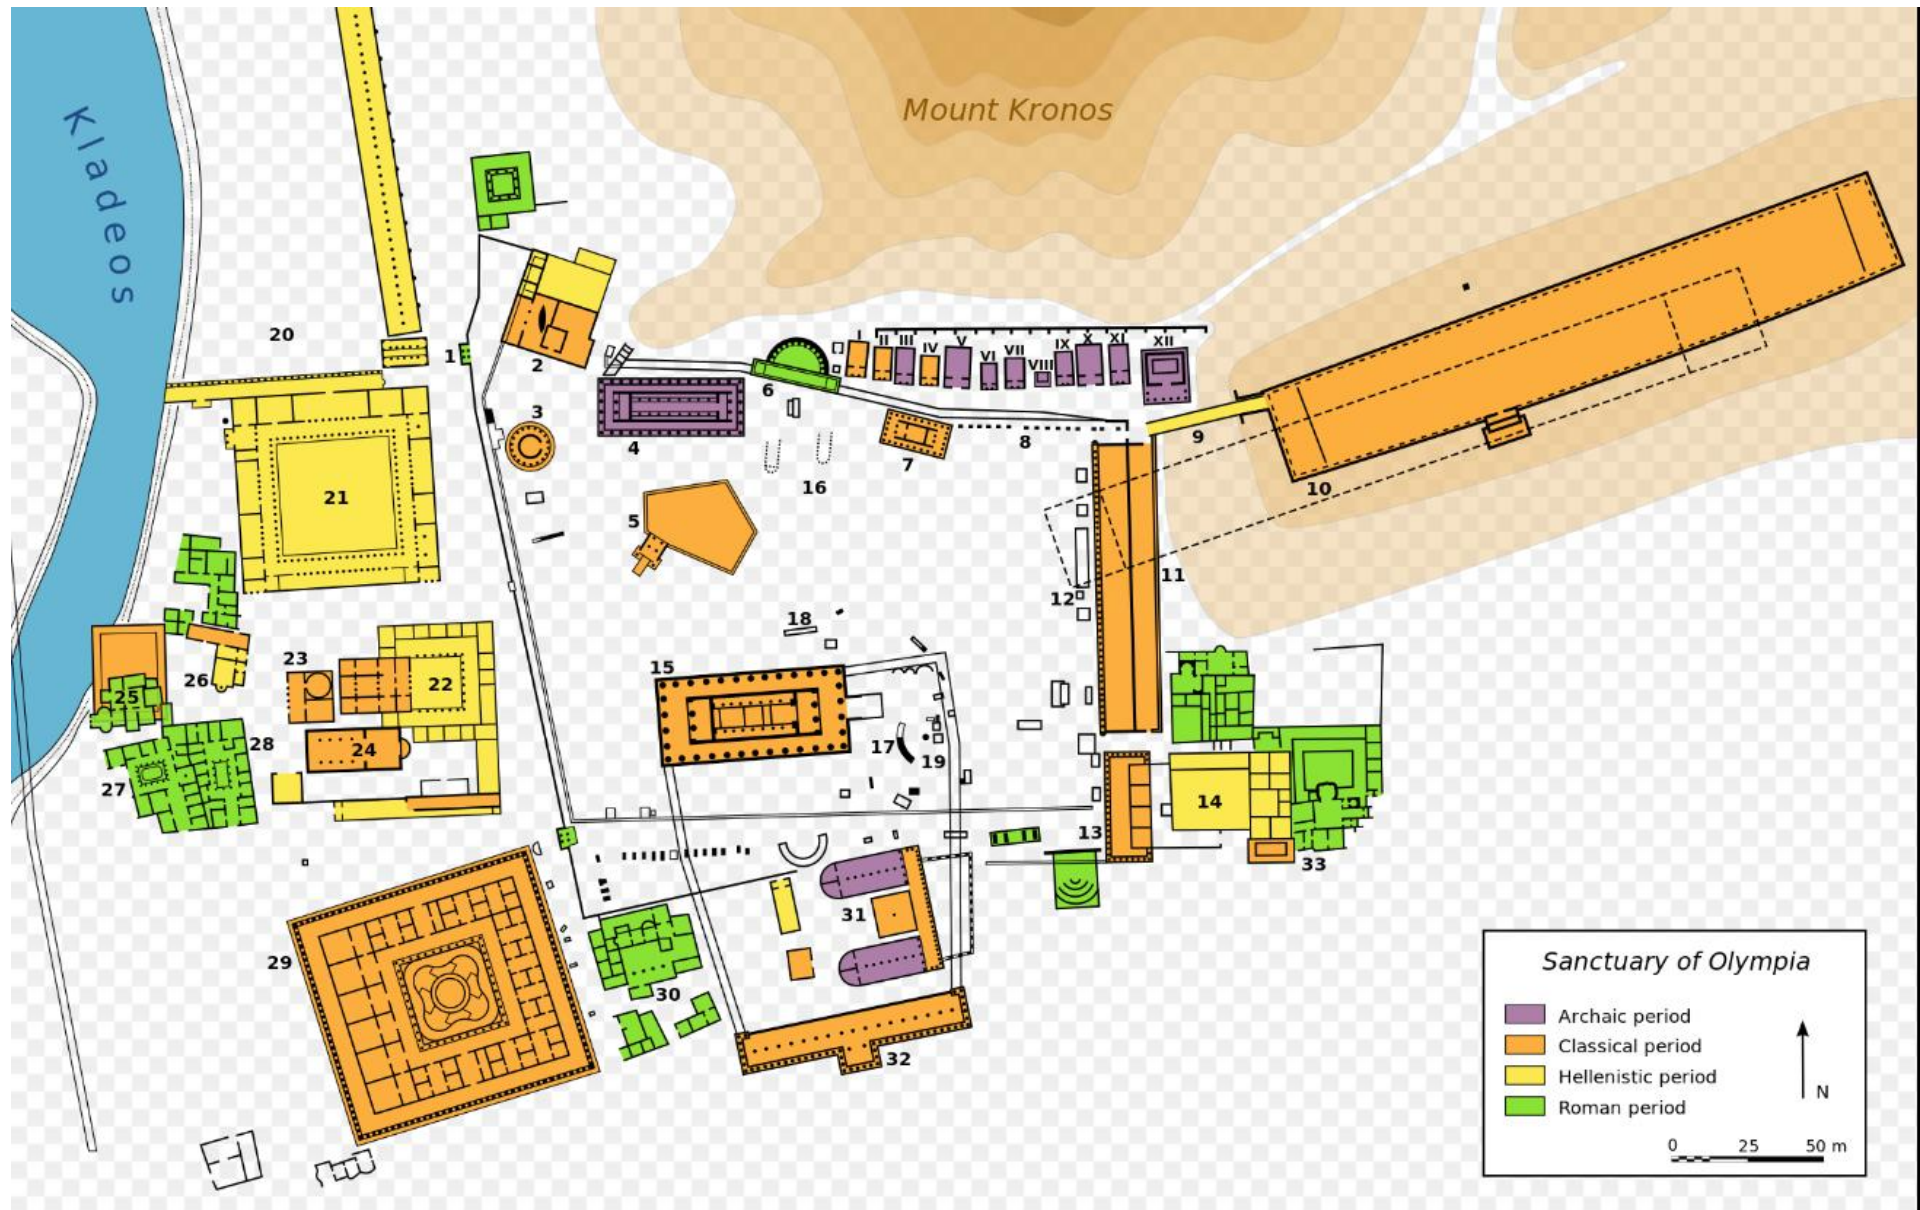 Mount Kronos
Kladeos
20
1
2
3
4
5
6
7
8
9
10
11
12
13
14
15
16
17
18
19
21
22
23
24
25
26
27
28
29
30
31
32
33
I
II
III
IV
V
VI
VII
VIII
IX
X
XI
XII
Sanctuary of Olympia
Archaic period
Classical period
Hellenistic period
Roman period
N
0 25 50 m